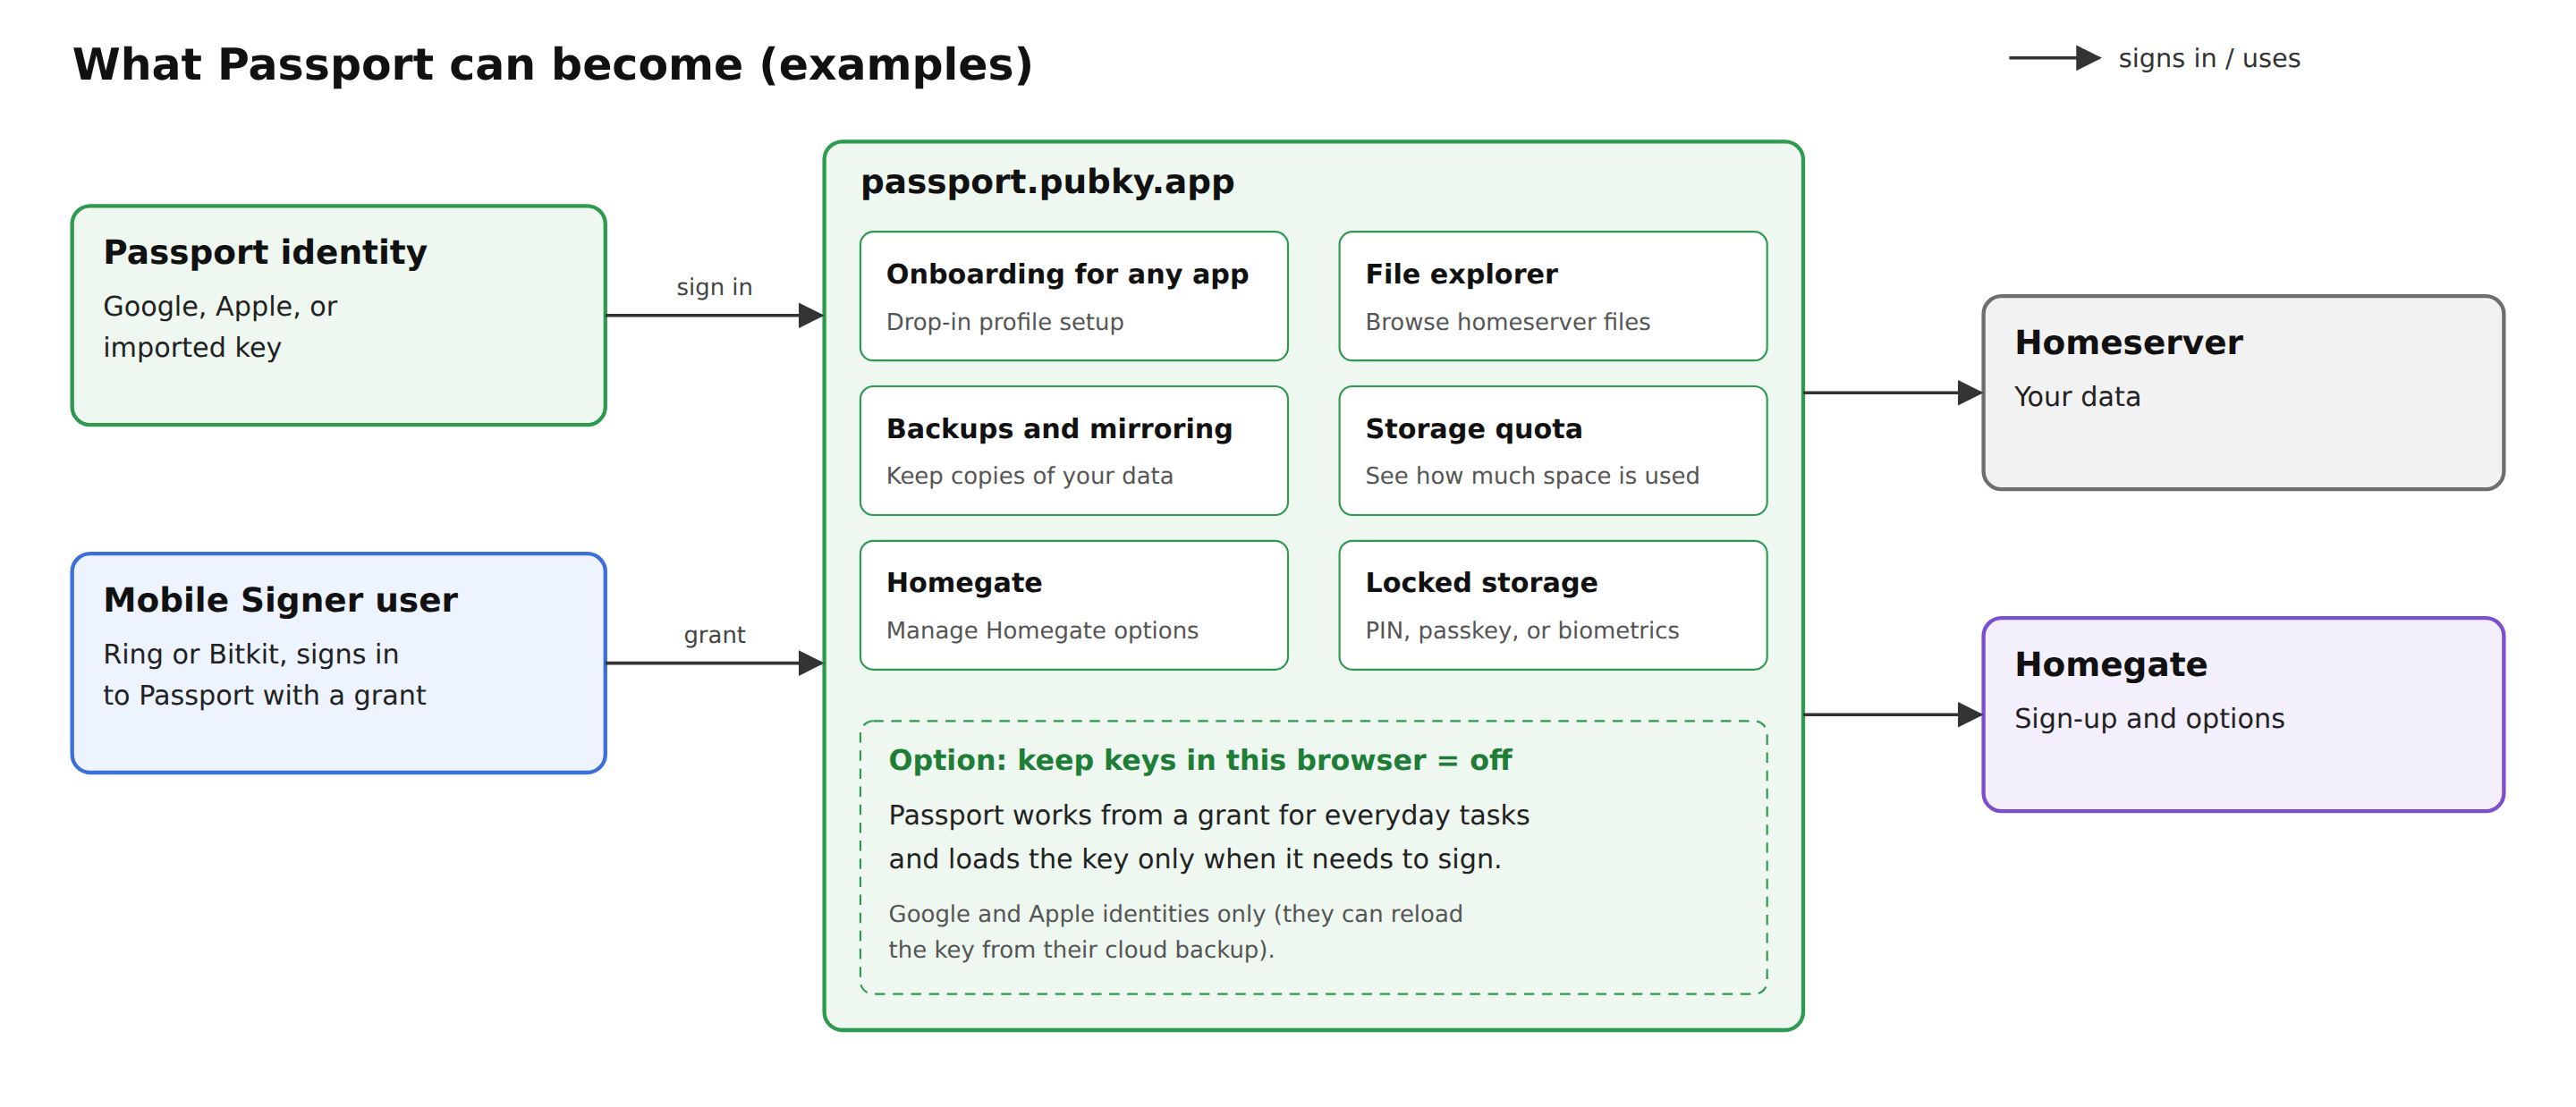 What Passport can become (examples)
signs in / uses
Passport identity
Google, Apple, or
imported key
sign in
Mobile Signer user
Ring or Bitkit, signs in
to Passport with a grant
grant
passport.pubky.app
Onboarding for any app
Drop-in profile setup
File explorer
Browse homeserver files
Backups and mirroring
Keep copies of your data
Storage quota
See how much space is used
Homegate
Manage Homegate options
Locked storage
PIN, passkey, or biometrics
Option: keep keys in this browser = off
Passport works from a grant for everyday tasks
and loads the key only when it needs to sign.
Google and Apple identities only (they can reload
the key from their cloud backup).
Homeserver
Your data
Homegate
Sign-up and options